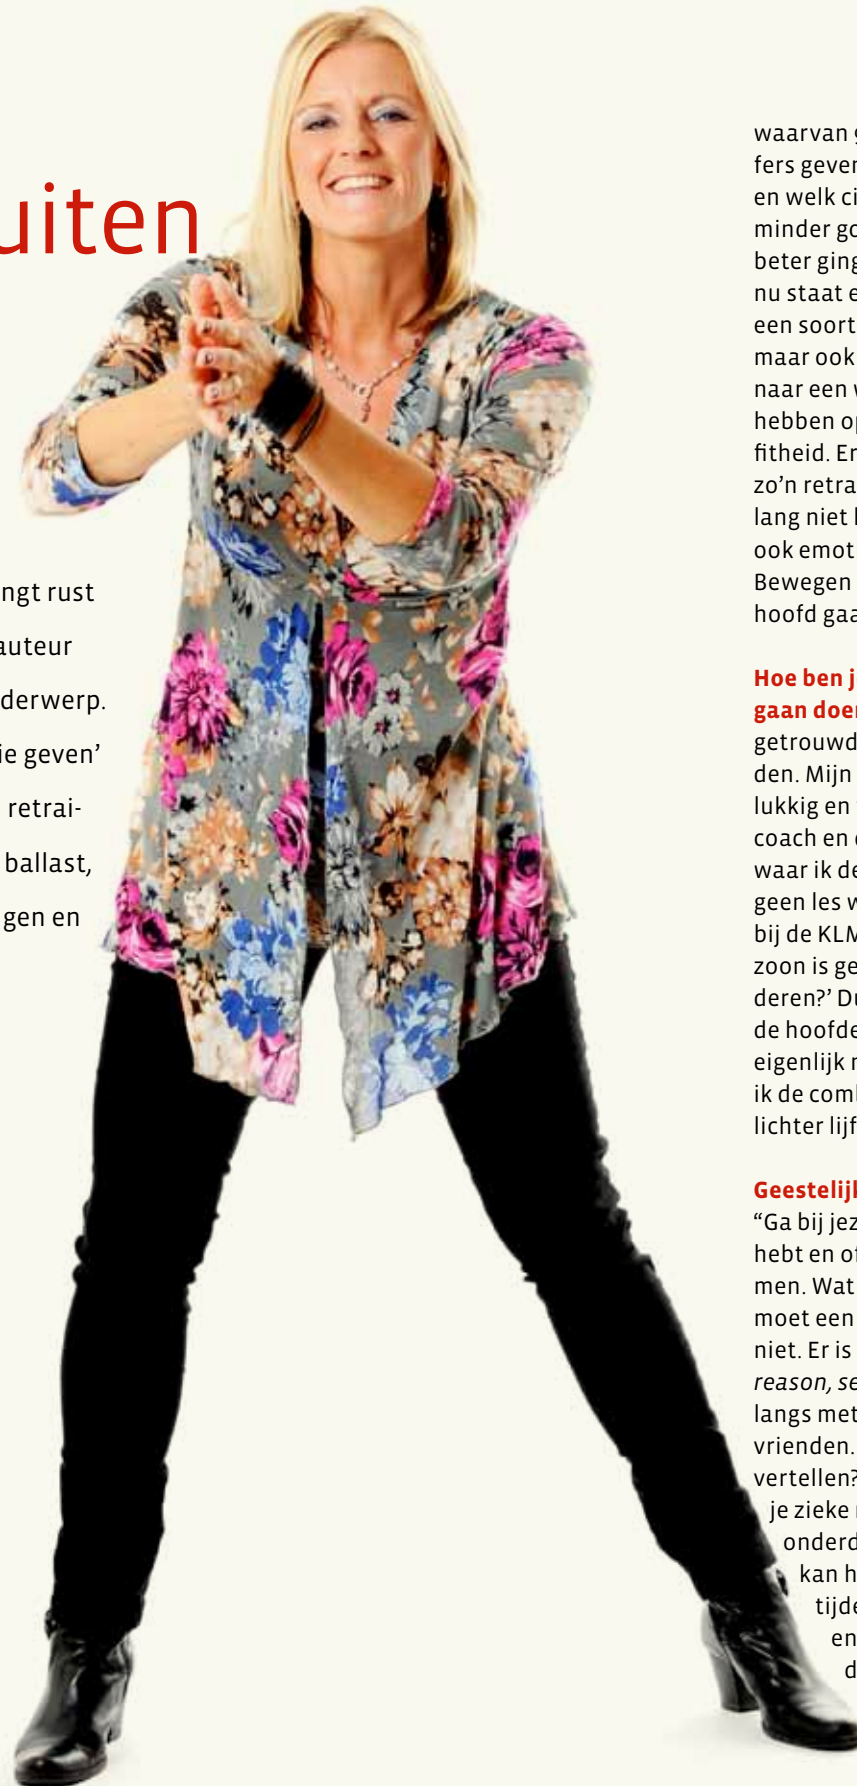 uiten
ngt rust
auteur
derwerp.
ie geven’
retrai-
ballast,
gen en
waarvan
fers geven
en welk ci
minder go
beter ging
nu staat e
een soort
maar ook
naar een
hebben op
fitheid. Er
zo’n retra
lang niet
ook emot
Bewegen
hoofd gaa
Hoe ben j
gaan doen
getrouwd
den. Mijn
lukkig en
coach en
waar ik de
geen les w
bij de KLM
zoon is ge
deren?’ Du
de hoofde
eigenlijk
ik de com
lichter lijf
Geestelijk
“Ga bij jez
hebt en of
men. Wat
moet een
niet. Er is
reason, se
langs met
vrienden.
vertellen?
je zieke
onderd
kan h
tijde
en
d